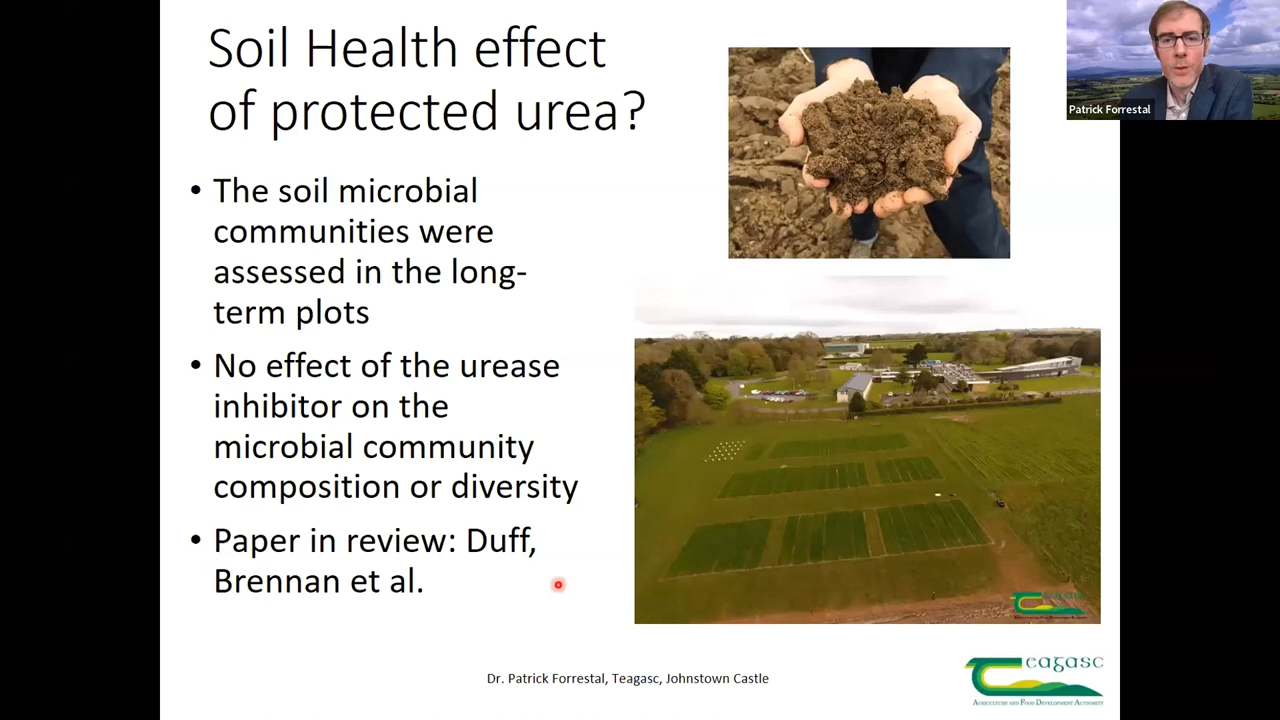 Soil Health effect
of protected urea?
• The soil microbial
communities were
assessed in the long-
term plots
• No effect of the urease
inhibitor on the
microbial community
composition or diversity
• Paper in review: Duff,
Brennan et al.
Patrick Forrestal
Dr. Patrick Forrestal, Teagasc, Johnstown Castle
eagasc
AGRICULTURE AND FOOD DEVELOPMENT AUTHORITY